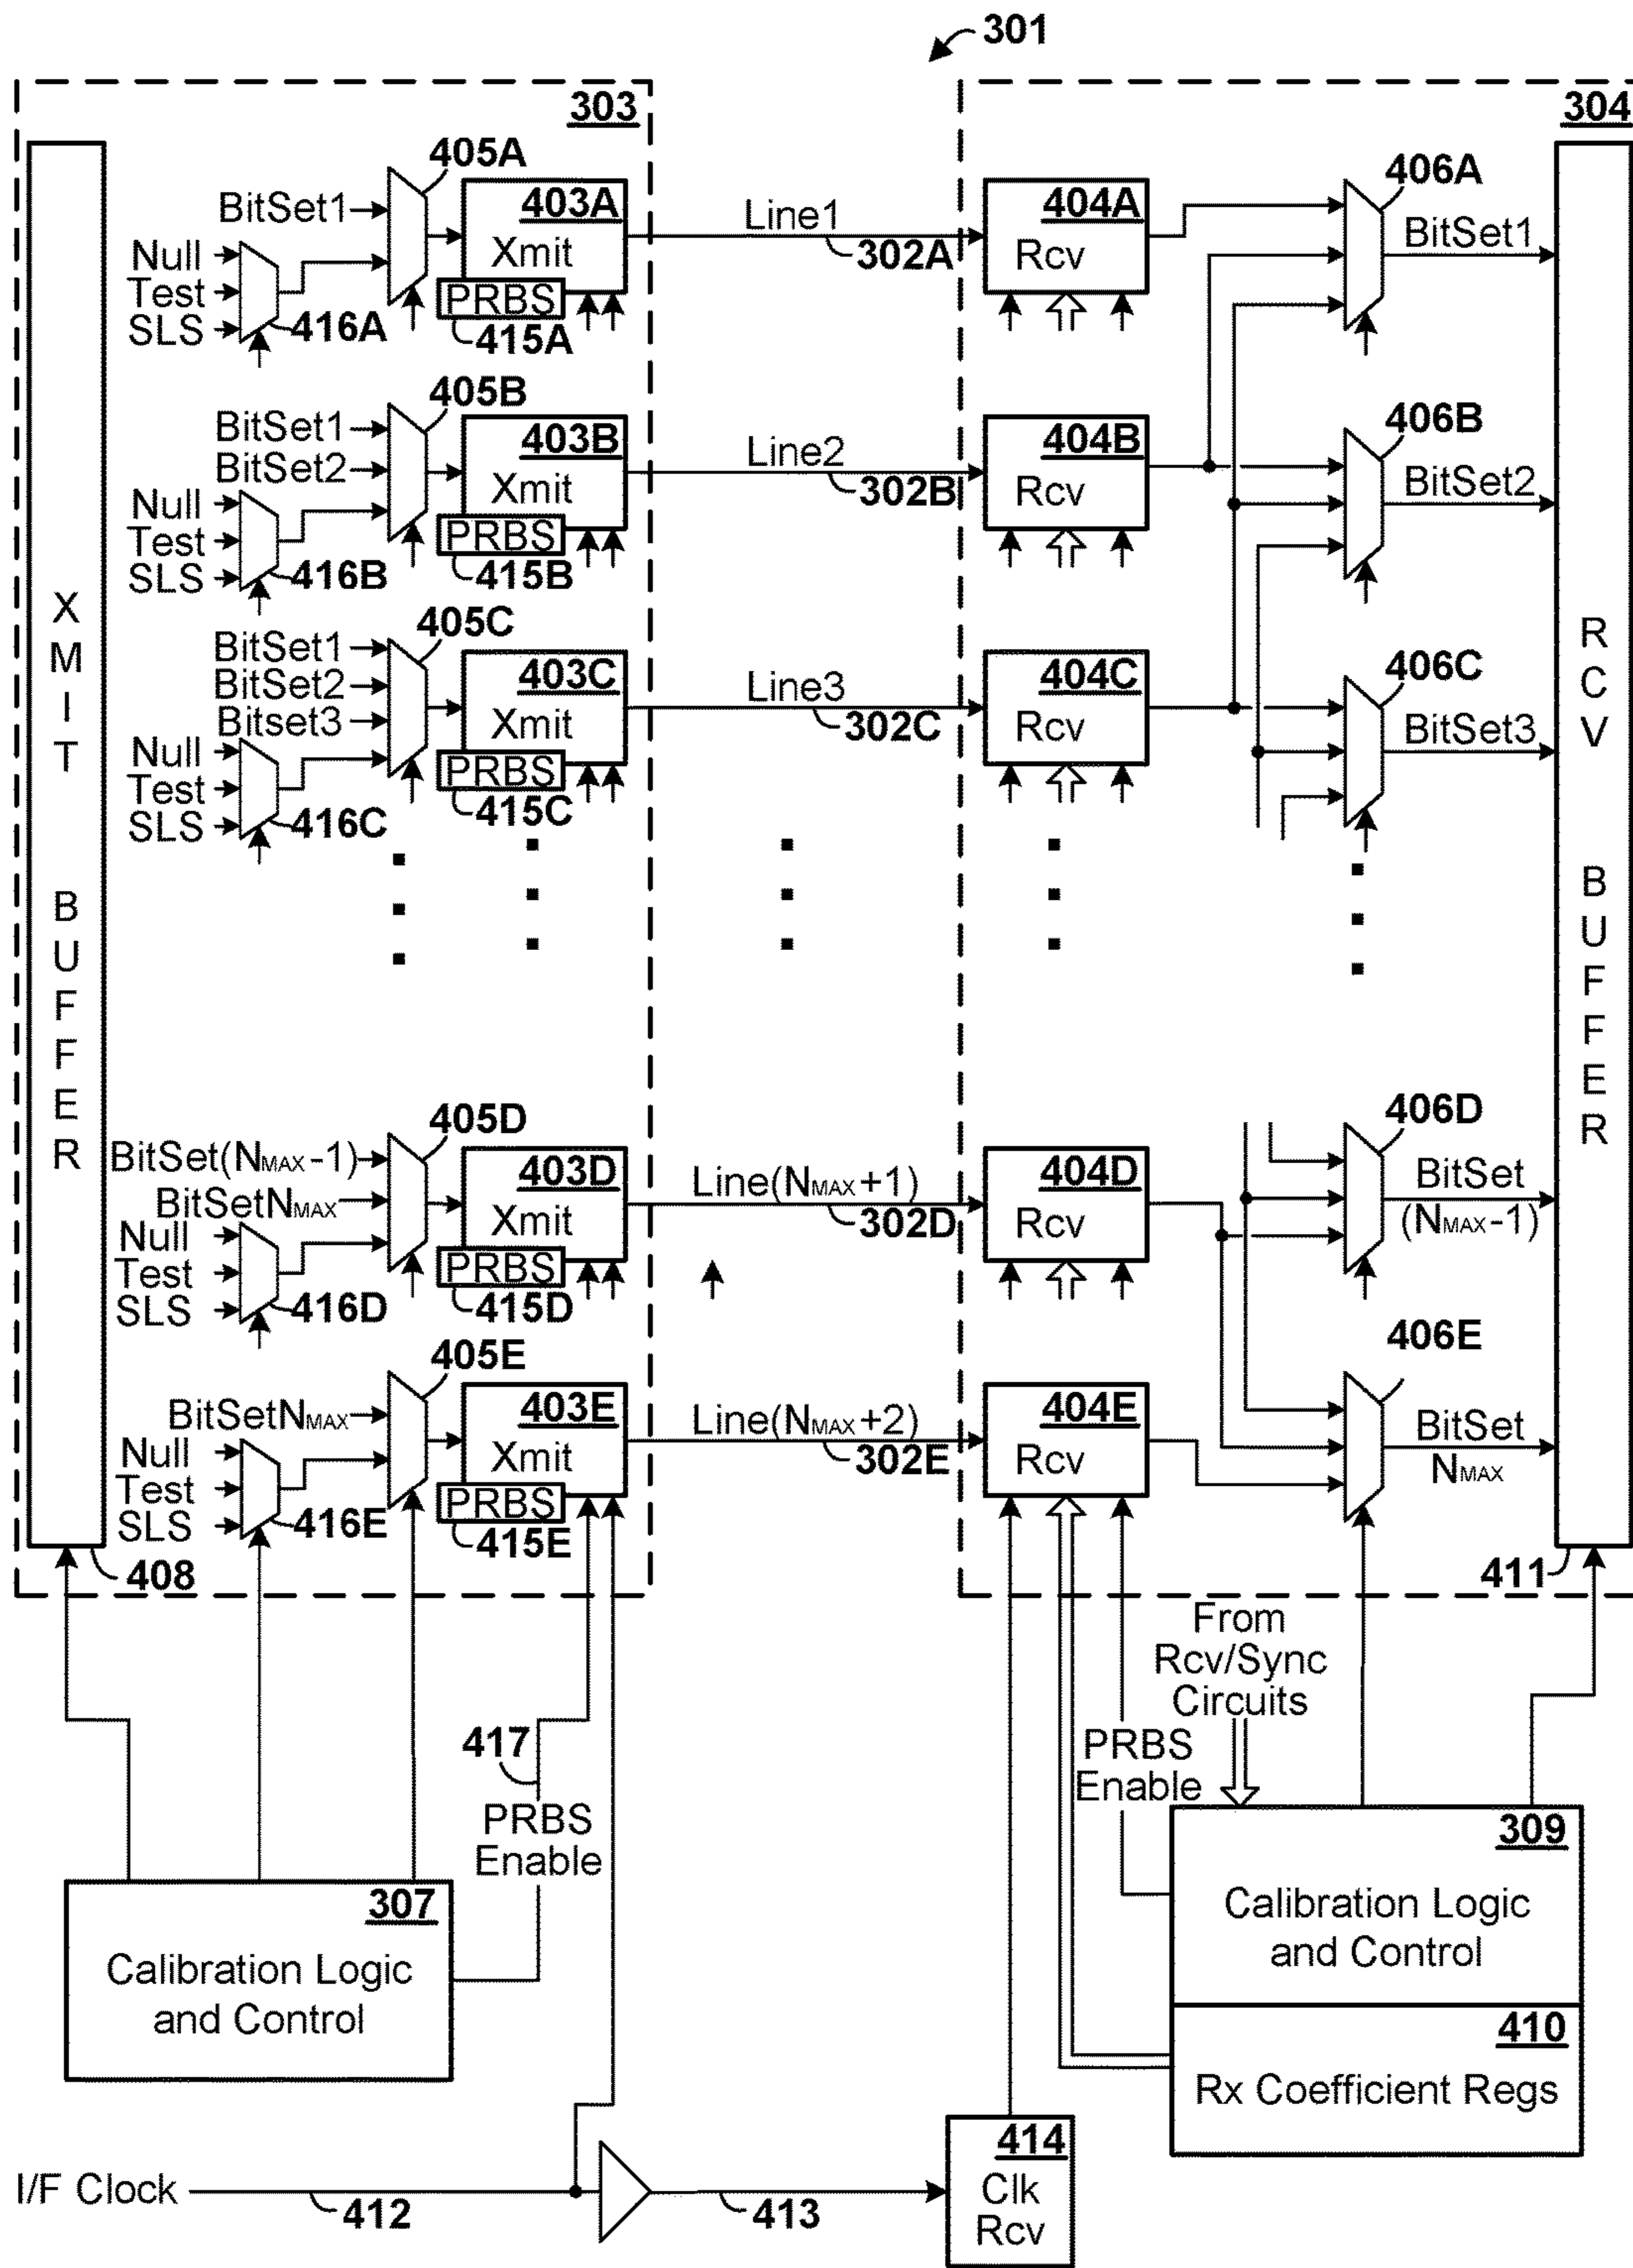 301
303
304
405A
BitSet1
403A
Xmit
Null
Test
SLS
416A
PRBS
415A
Line1
302A
404A
Rcv
406A
BitSet1
405B
BitSet1
BitSet2
403B
Xmit
Null
Test
SLS
416B
PRBS
415B
Line2
302B
404B
Rcv
406B
BitSet2
405C
BitSet1
BitSet2
Bitset3
403C
Xmit
Null
Test
SLS
416C
PRBS
415C
Line3
302C
404C
Rcv
406C
BitSet3
XMIT BUFFER
RCV BUFFER
405D
BitSet(NMAX-1)
BitSetNMAX
403D
Xmit
Null
Test
SLS
416D
PRBS
415D
Line(NMAX+1)
302D
404D
Rcv
406D
BitSet
(NMAX-1)
405E
BitSetNMAX
403E
Xmit
Null
Test
SLS
416E
PRBS
415E
Line(NMAX+2)
302E
404E
Rcv
406E
BitSet
NMAX
408
411
From
Rcv/Sync
Circuits
417
PRBS
Enable
PRBS
Enable
307
Calibration Logic
and Control
309
Calibration Logic
and Control
410
Rx Coefficient Regs
I/F Clock
412
413
414
Clk
Rcv